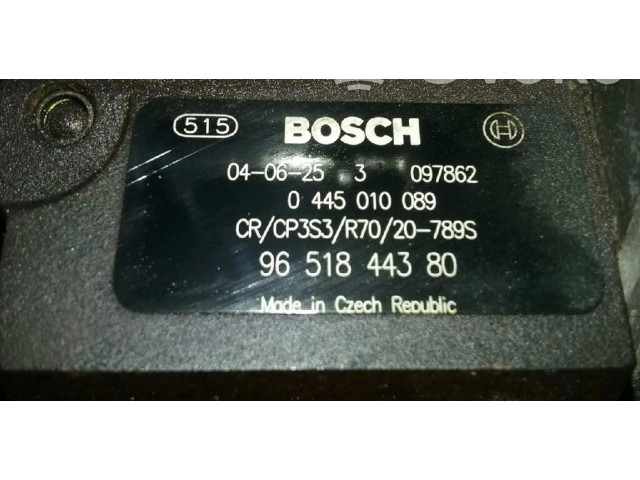 515 BOSCH
04-06-25 3 097862
0 445 010 089
CR/CP3S3/R70/20-789S
96 518 443 80
Made in Czech Republic